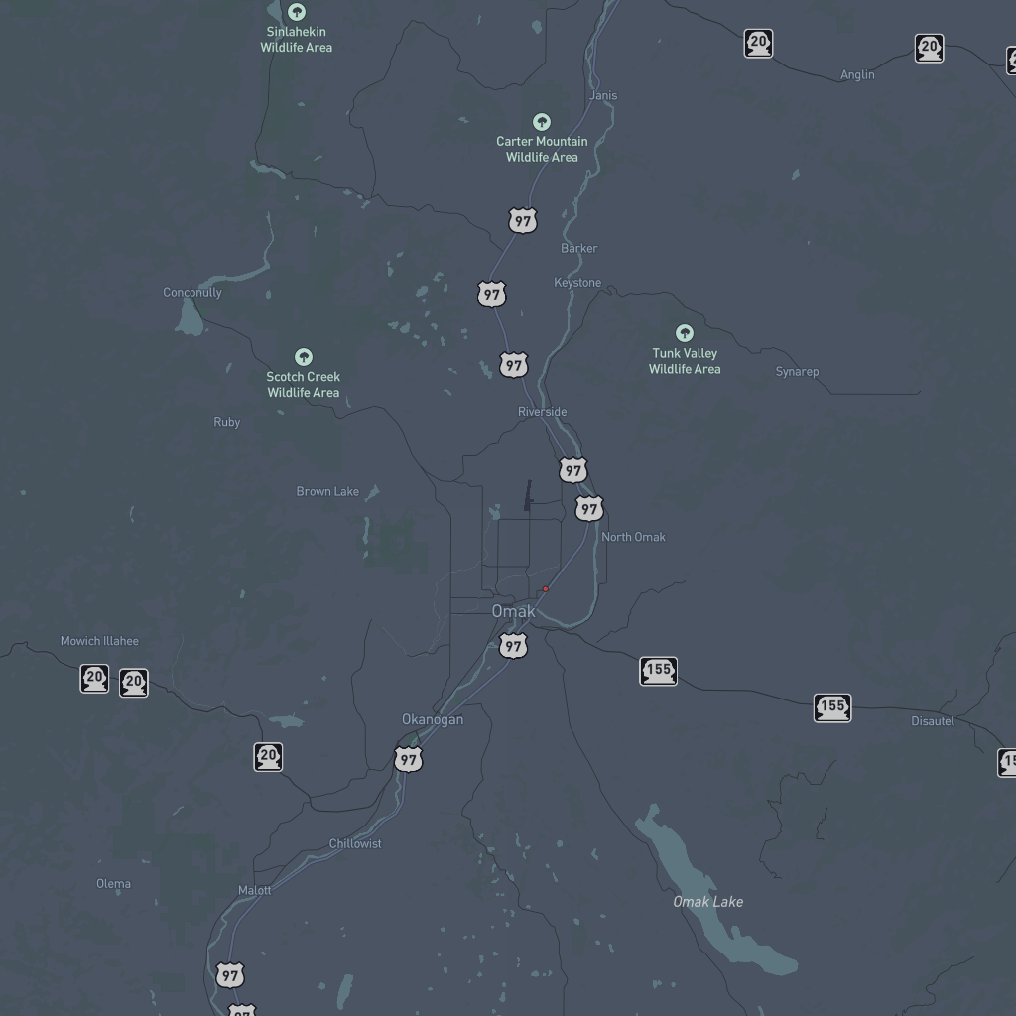 Sinlahekin
Wildlife Area
20
20
Anglin
Janis
Carter Mountain
Wildlife Area
97
Barker
Keystone
Conconully
97
Tunk Valley
Wildlife Area
97
Synarep
Scotch Creek
Wildlife Area
Riverside
Ruby
97
Brown Lake
97
North Omak
Omak
Mowich Illahee
97
155
20
20
155
Okanogan
Disautel
20
97
15
Chillowist
Olema
Malott
Omak Lake
97
97